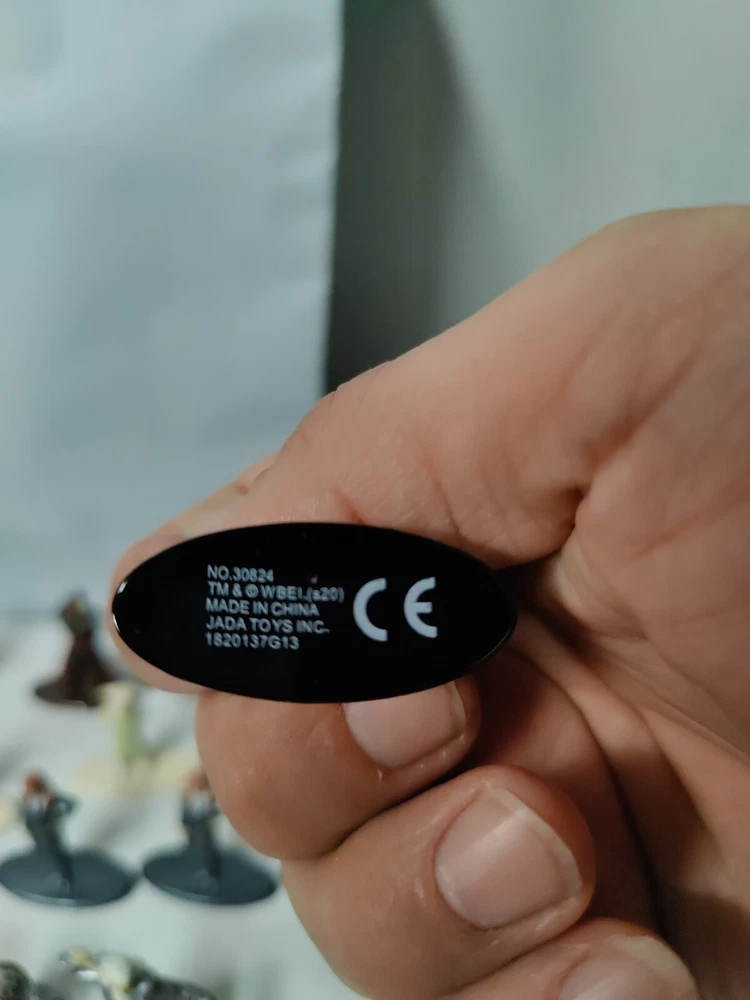 NO.30824
TM & © WBEI.(s20)
MADE IN CHINA
JADA TOYS INC.
1820137G13
CE